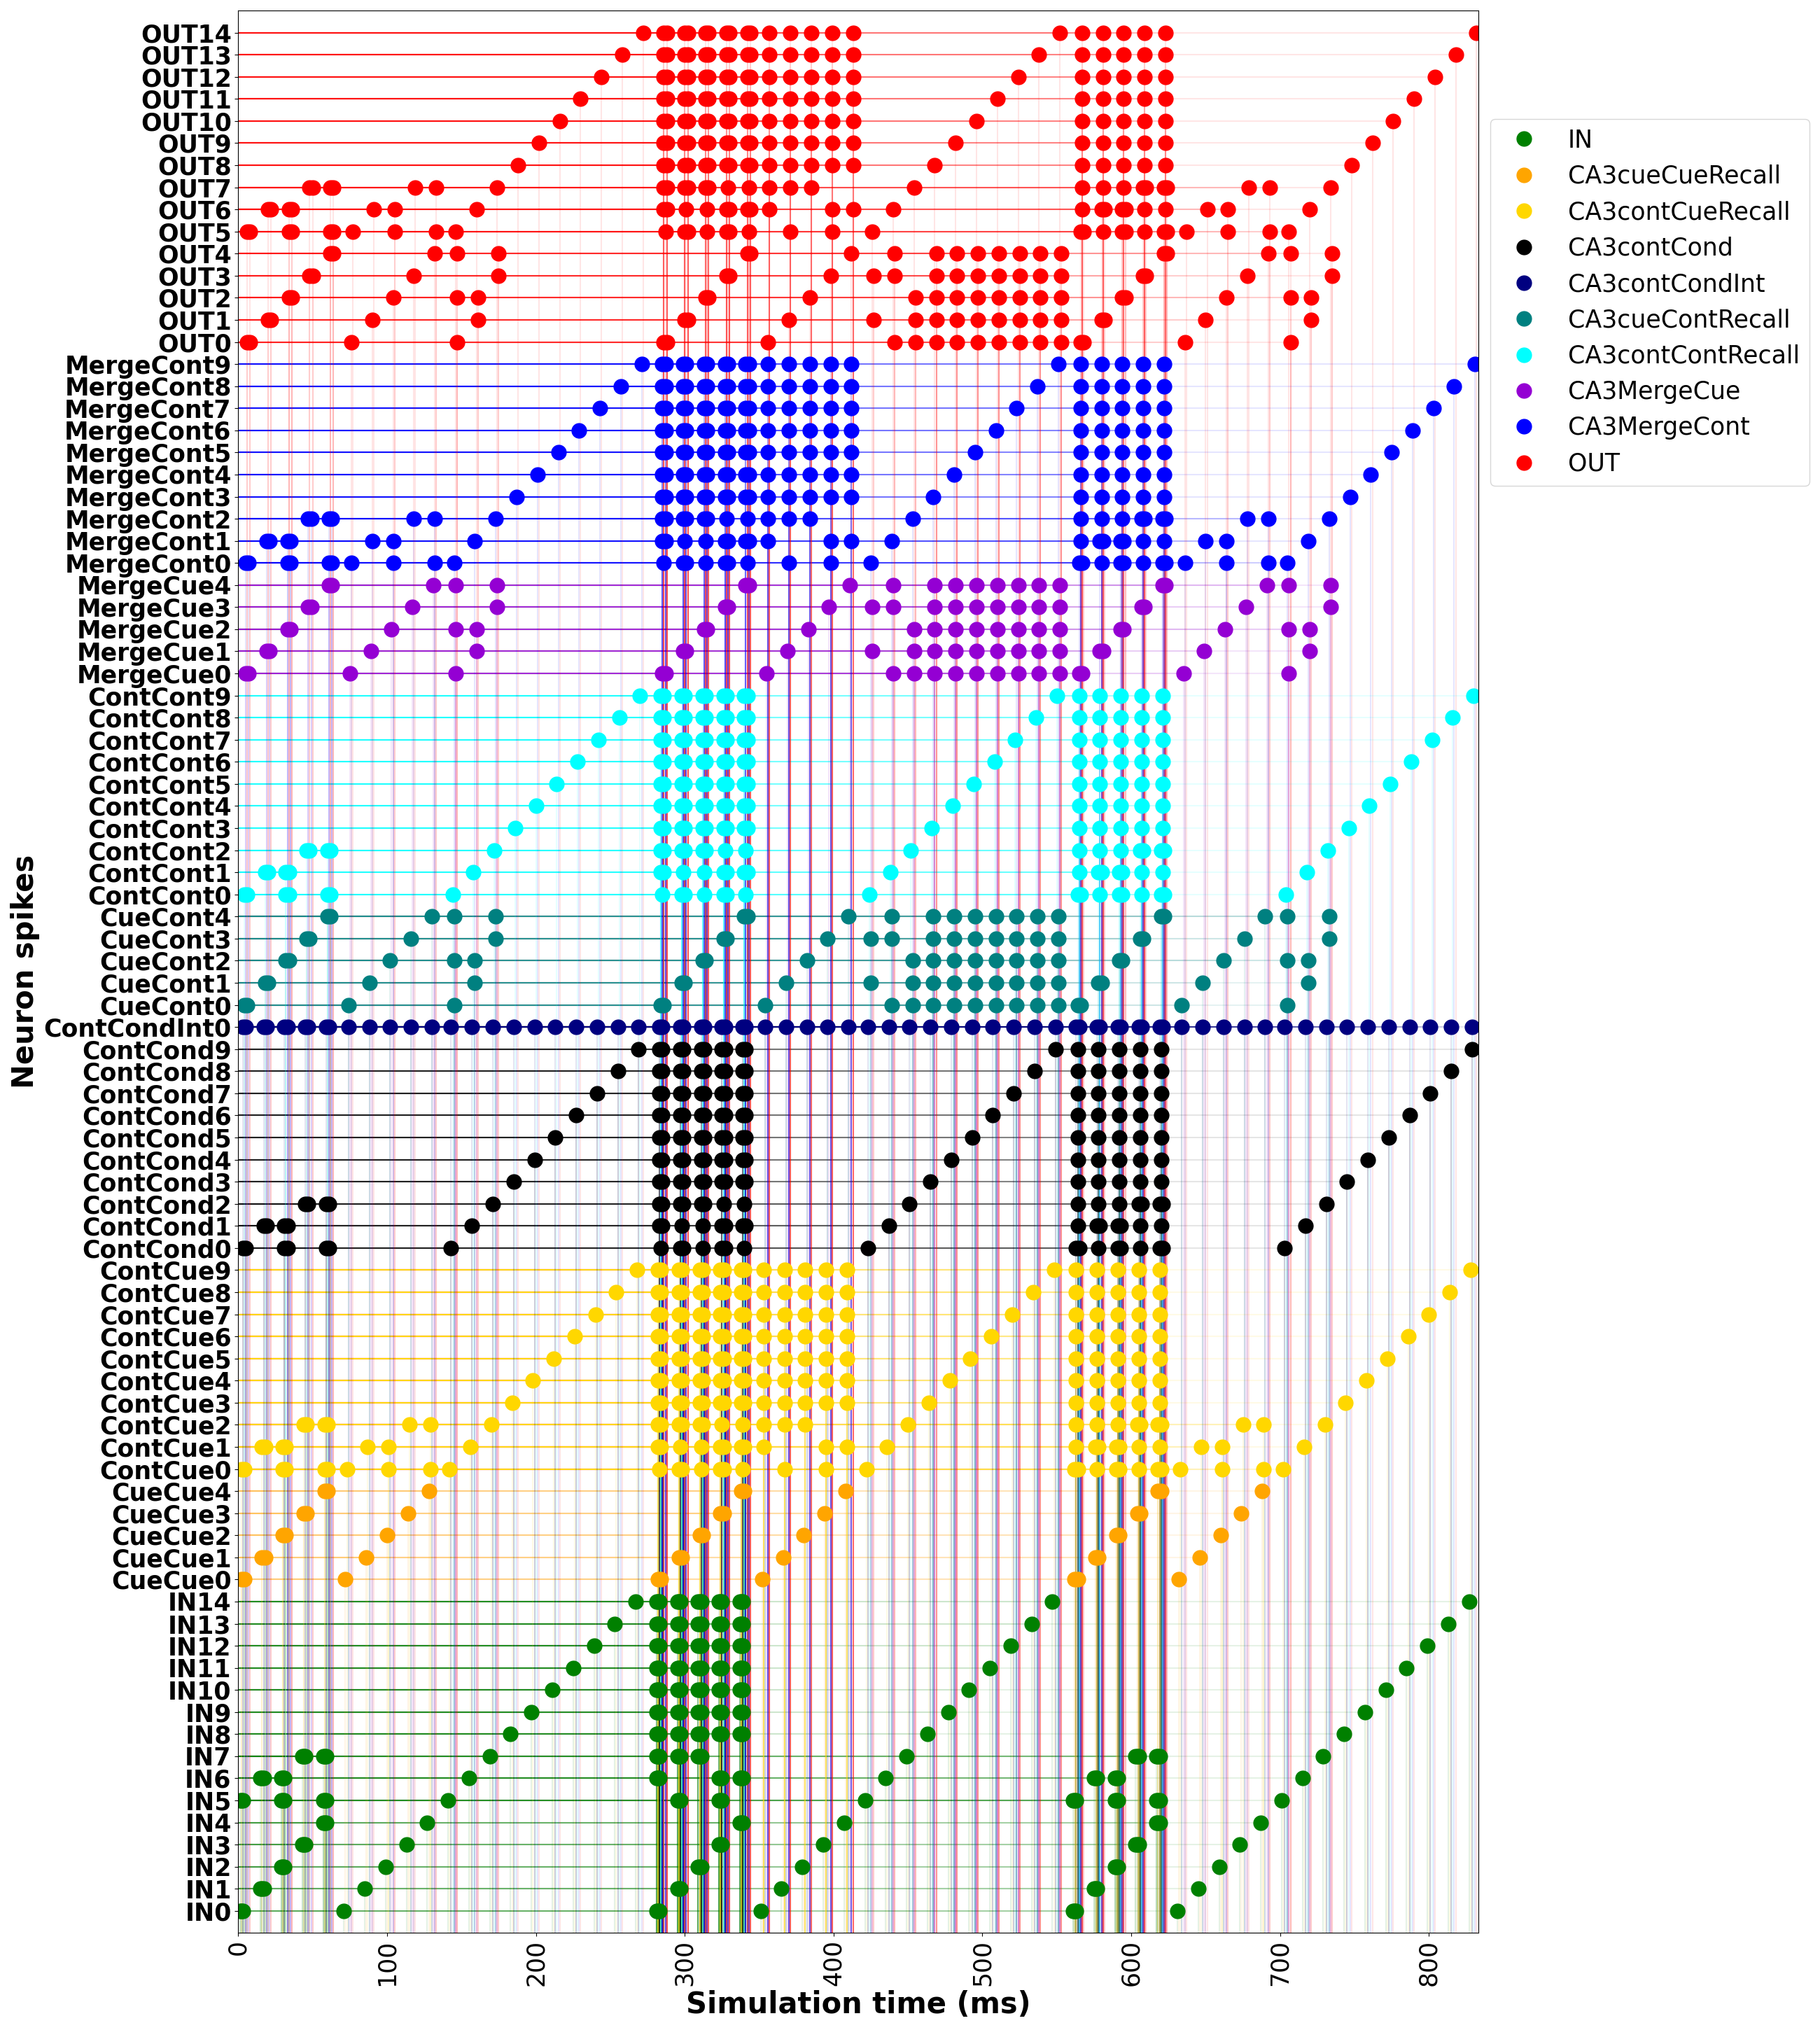 OUT14
OUT13
OUT12
OUT11
OUT10
OUT9
OUT8
OUT7
OUT6
OUT5
OUT4
OUT3
OUT2
OUT1
OUT0
MergeCont9
MergeCont8
MergeCont7
MergeCont6
MergeCont5
MergeCont4
MergeCont3
MergeCont2
MergeCont1
MergeCont0
MergeCue4
MergeCue3
MergeCue2
MergeCue1
MergeCue0
ContCont9
ContCont8
ContCont7
ContCont6
ContCont5
ContCont4
ContCont3
ContCont2
ContCont1
ContCont0
CueCont4
CueCont3
CueCont2
CueCont1
CueCont0
ContCondInt0
ContCond9
ContCond8
ContCond7
ContCond6
ContCond5
ContCond4
ContCond3
ContCond2
ContCond1
ContCond0
ContCue9
ContCue8
ContCue7
ContCue6
ContCue5
ContCue4
ContCue3
ContCue2
ContCue1
ContCue0
CueCue4
CueCue3
CueCue2
CueCue1
CueCue0
IN14
IN13
IN12
IN11
IN10
IN9
IN8
IN7
IN6
IN5
IN4
IN3
IN2
IN1
IN0
Neuron spikes
0 100 200 300 400 500 600 700 800
Simulation time (ms)
IN
CA3cueCueRecall
CA3contCueRecall
CA3contCond
CA3contCondInt
CA3cueContRecall
CA3contContRecall
CA3MergeCue
CA3MergeCont
OUT